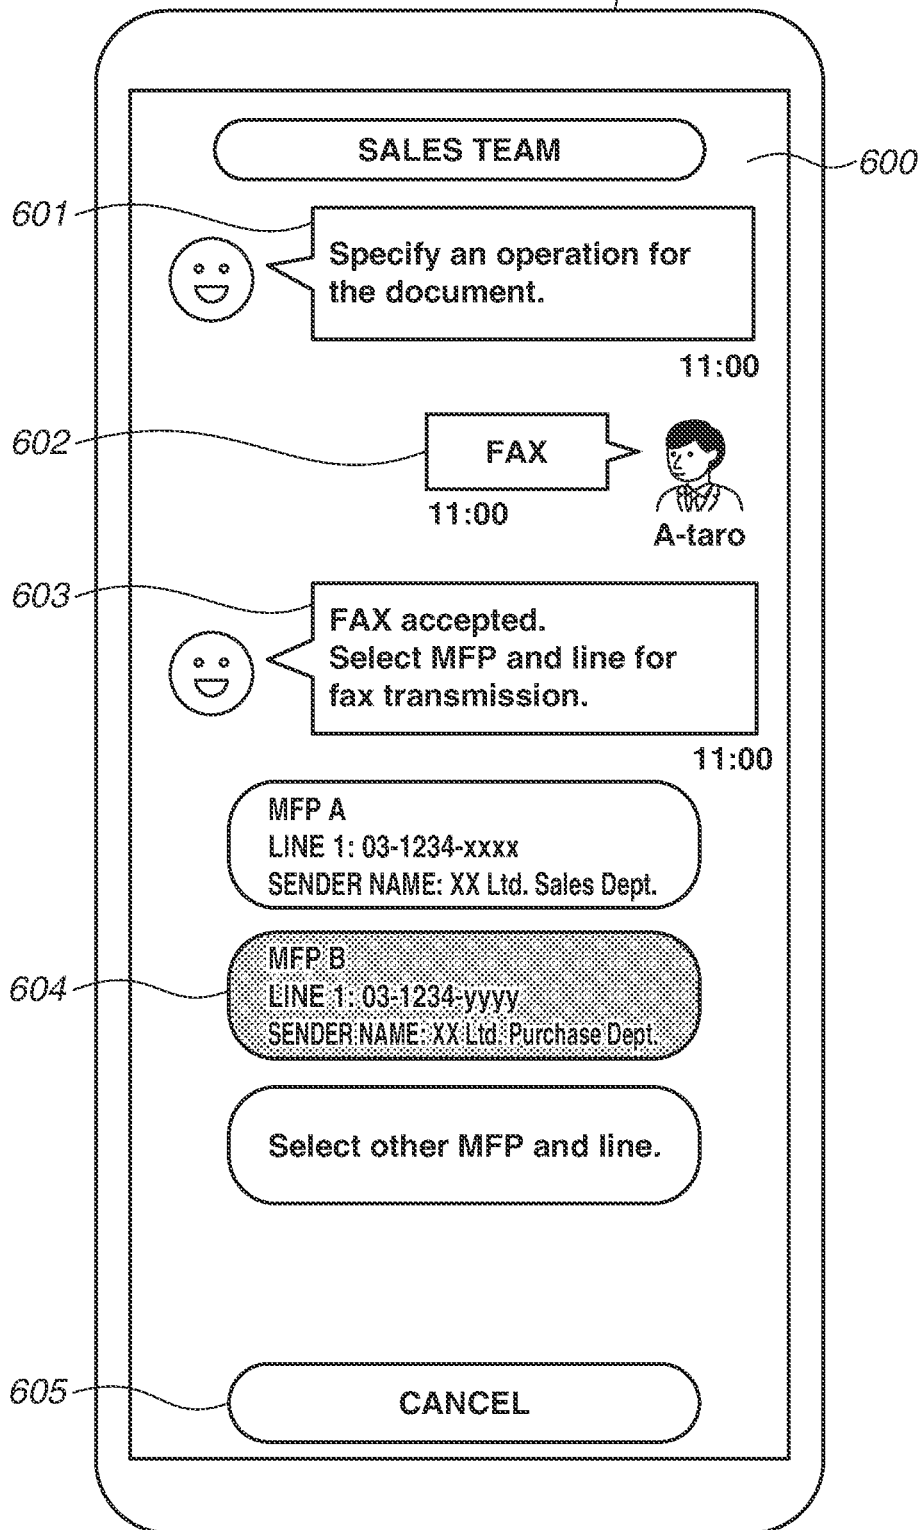 SALES TEAM
600
601
Specify an operation for
the document.
11:00
602
FAX
11:00
A-taro
603
FAX accepted.
Select MFP and line for
fax transmission.
11:00
MFP A
LINE 1: 03-1234-xxxx
SENDER NAME: XX Ltd. Sales Dept.
604
MFP B
LINE 1: 03-1234-yyyy
SENDER NAME: XX Ltd. Purchase Dept.
Select other MFP and line.
605
CANCEL